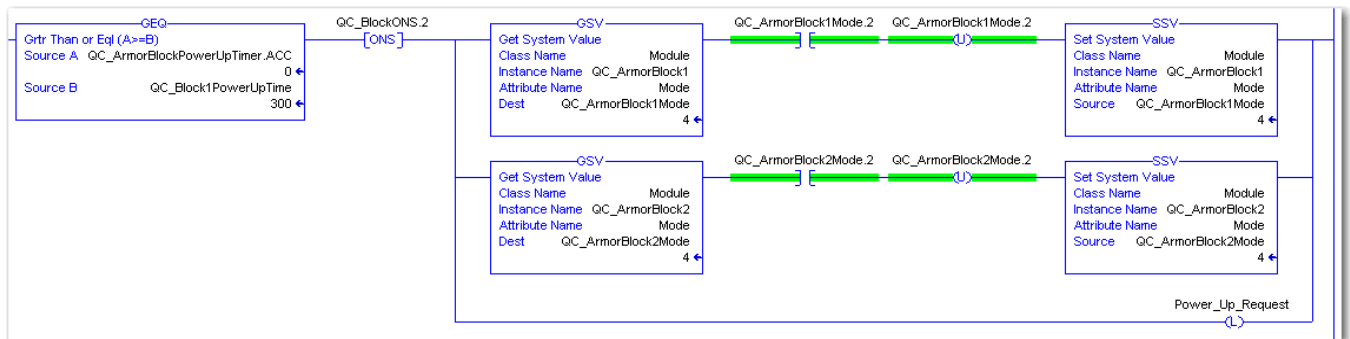 GEQ
Grtr Than or Eql (A>=B)
Source A QC_ArmorBlockPowerUpTimer.ACC
0
Source B QC_Block1PowerUpTime
300
QC_BlockONS.2
ONS
GSV
Get System Value
Class Name Module
Instance Name QC_ArmorBlock1
Attribute Name Mode
Dest QC_ArmorBlock1Mode
4
QC_ArmorBlock1Mode.2
QC_ArmorBlock1Mode.2
U
SSV
Set System Value
Class Name Module
Instance Name QC_ArmorBlock1
Attribute Name Mode
Source QC_ArmorBlock1Mode
4
GSV
Get System Value
Class Name Module
Instance Name QC_ArmorBlock2
Attribute Name Mode
Dest QC_ArmorBlock2Mode
4
QC_ArmorBlock2Mode.2
QC_ArmorBlock2Mode.2
U
SSV
Set System Value
Class Name Module
Instance Name QC_ArmorBlock2
Attribute Name Mode
Source QC_ArmorBlock2Mode
4
Power_Up_Request
L